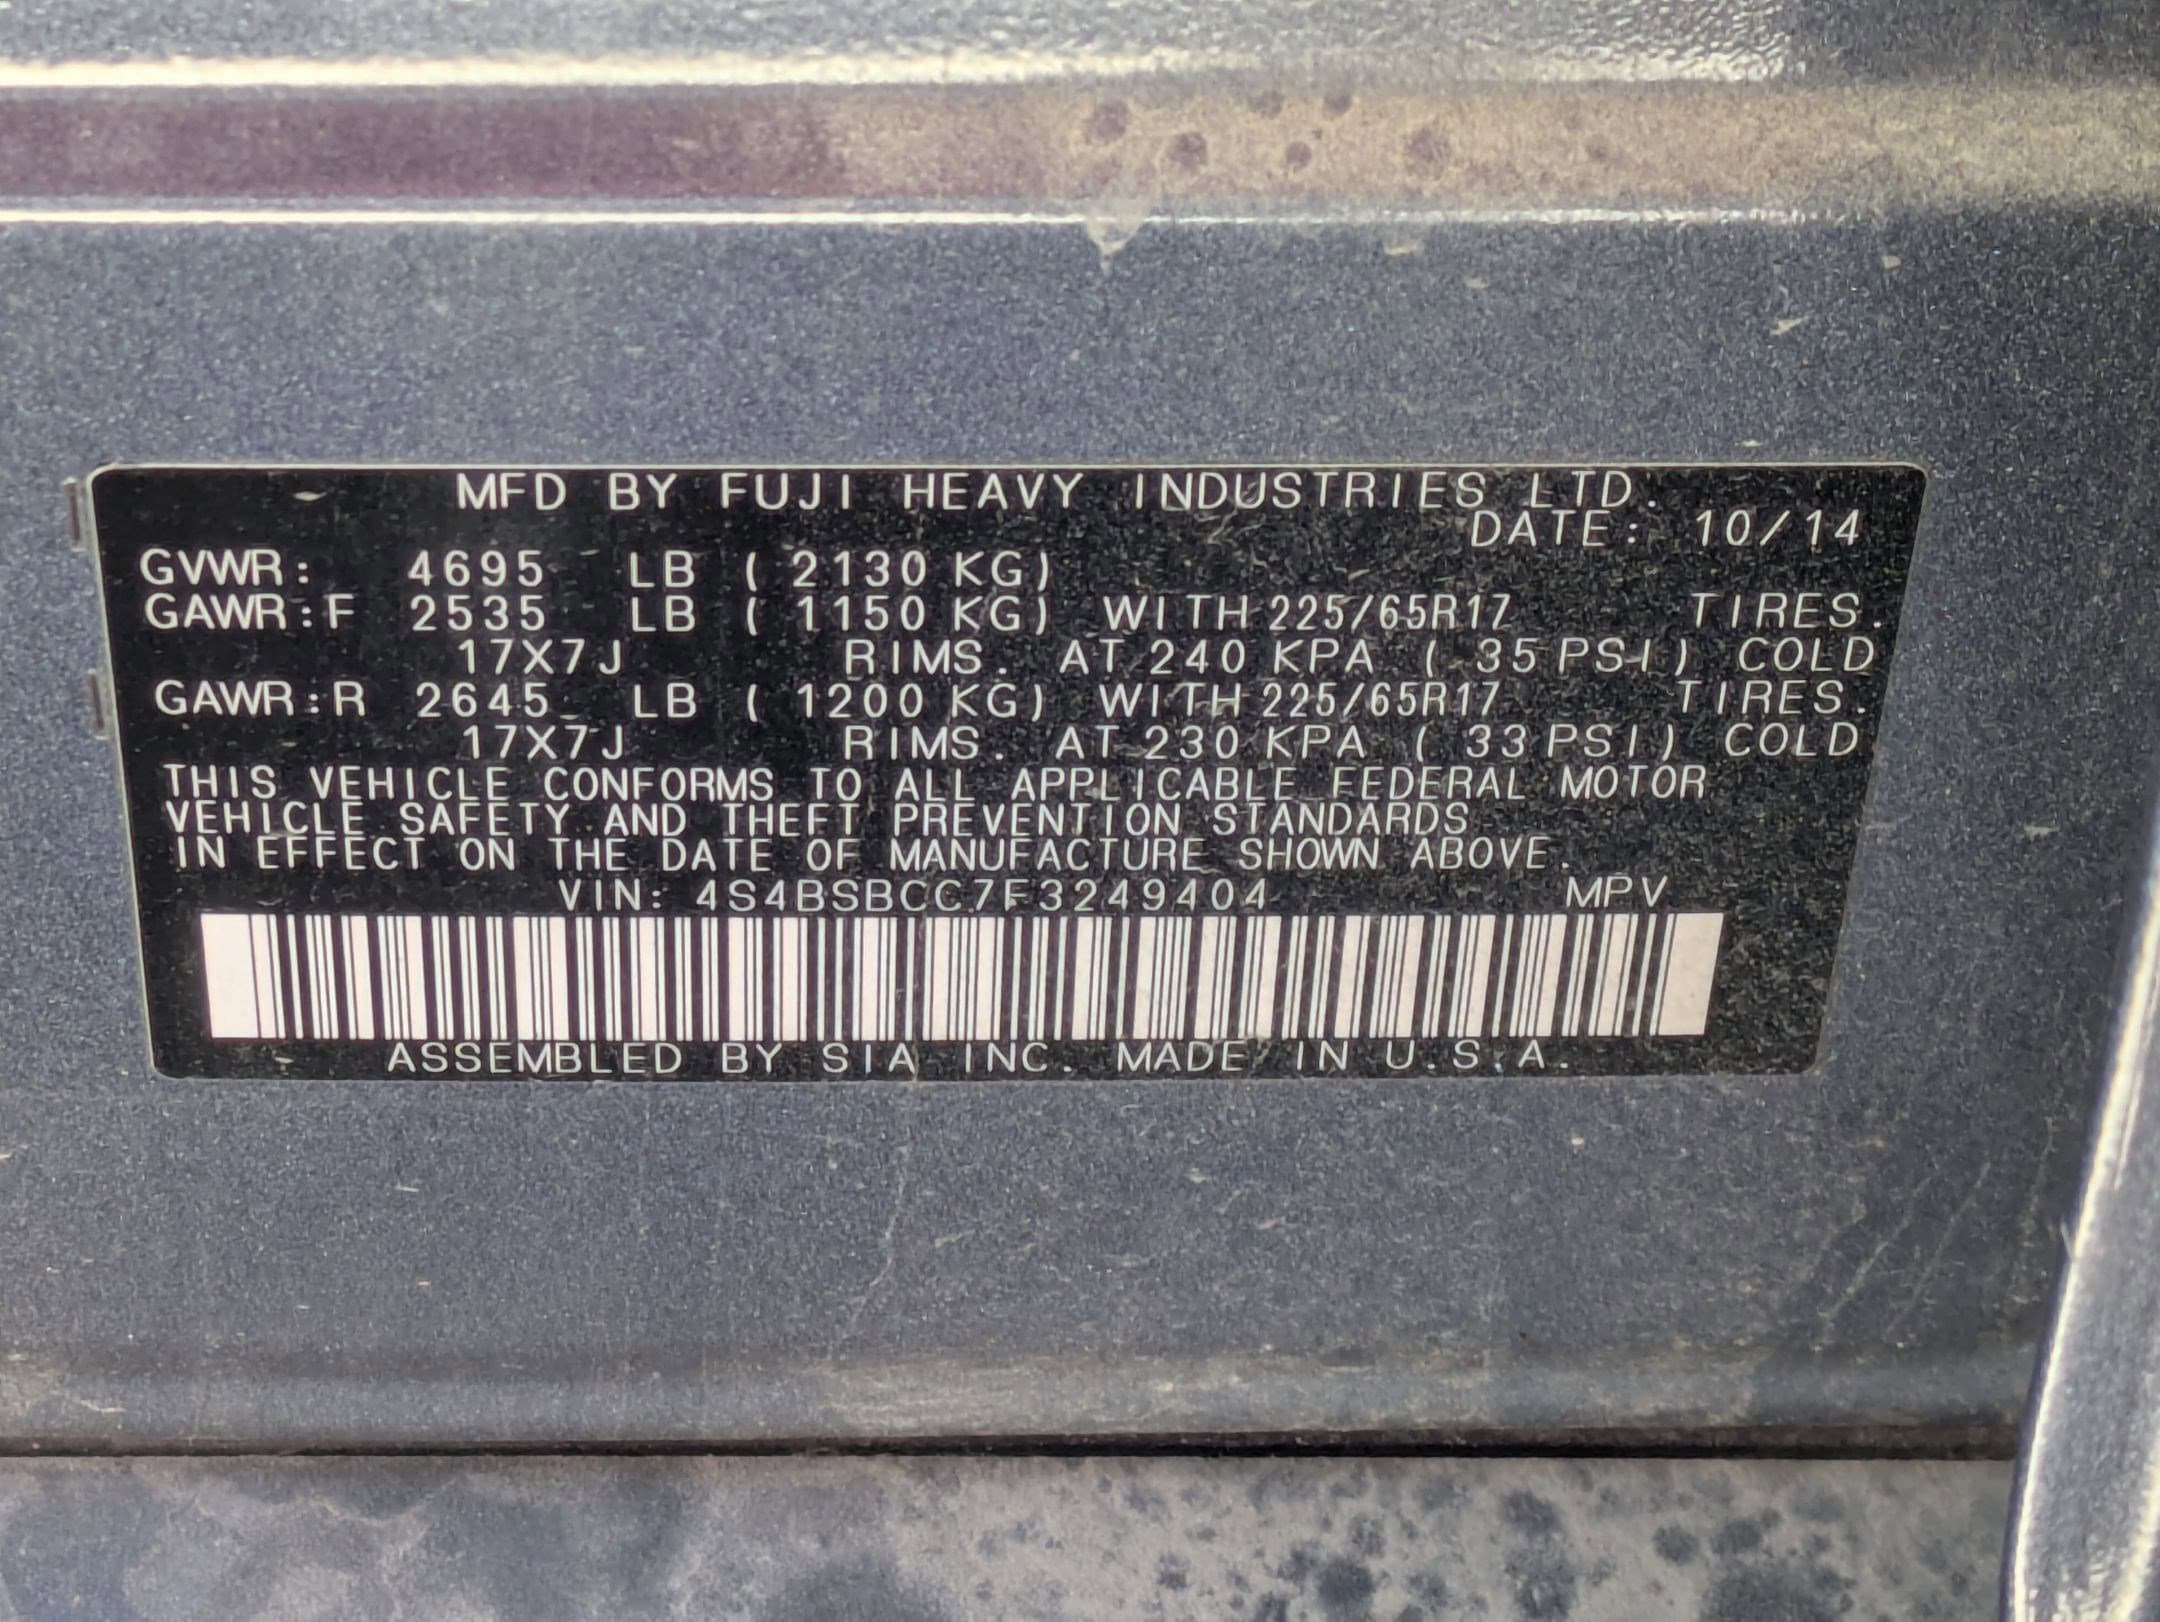 MFD BY FUJI HEAVY INDUSTRIES LTD.
DATE: 10/14
GVWR: 4695 LB ( 2130 KG)
GAWR:F 2535 LB ( 1150 KG) WITH 225/65R17 TIRES.
17X7J RIMS. AT 240 KPA ( 35 PSI) COLD
GAWR:R 2645 LB ( 1200 KG) WITH 225/65R17 TIRES.
17X7J RIMS. AT 230 KPA ( 33 PSI) COLD
THIS VEHICLE CONFORMS TO ALL APPLICABLE FEDERAL MOTOR
VEHICLE SAFETY AND THEFT PREVENTION STANDARDS
IN EFFECT ON THE DATE OF MANUFACTURE SHOWN ABOVE.
VIN: 4S4BSBCC7F3249404 MPV
ASSEMBLED BY SIA INC. MADE IN U.S.A.